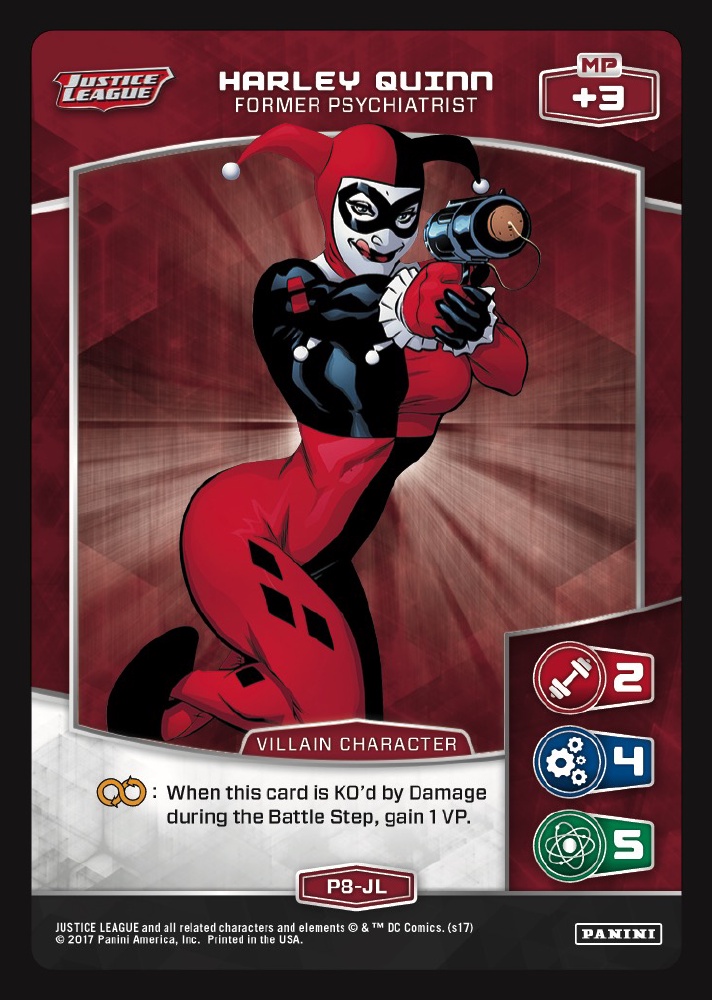 JUSTICE
LEAGUE
HARLEY QUINN
FORMER PSYCHIATRIST
MP
+3
VILLAIN CHARACTER
: When this card is KO'd by Damage
during the Battle Step, gain 1 VP.
2
4
5
P8-JL
JUSTICE LEAGUE and all related characters and elements © & ™ DC Comics. (s17)
© 2017 Panini America, Inc. Printed in the USA.
PANINI